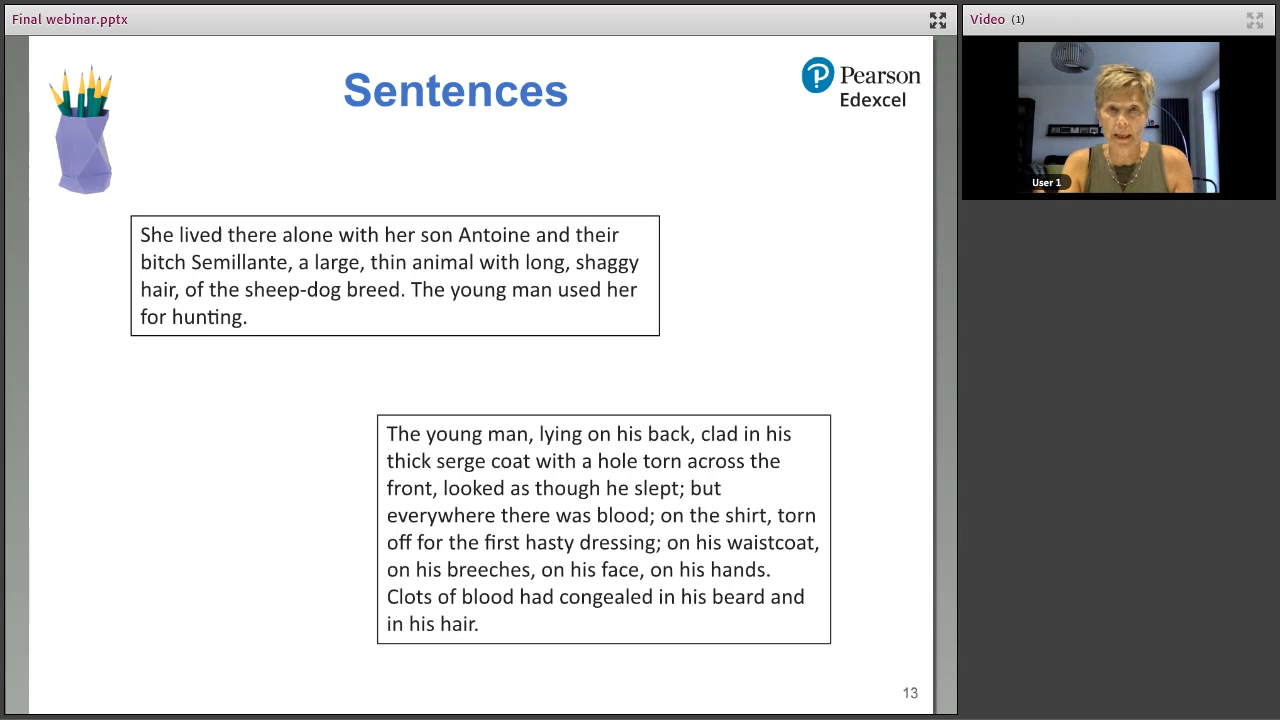 Final webinar.pptx
Video (1)
Sentences
Pearson
Edexcel
User 1
She lived there alone with her son Antoine and their
bitch Semillante, a large, thin animal with long, shaggy
hair, of the sheep-dog breed. The young man used her
for hunting.
The young man, lying on his back, clad in his
thick serge coat with a hole torn across the
front, looked as though he slept; but
everywhere there was blood; on the shirt, torn
off for the first hasty dressing; on his waistcoat,
on his breeches, on his face, on his hands.
Clots of blood had congealed in his beard and
in his hair.
13